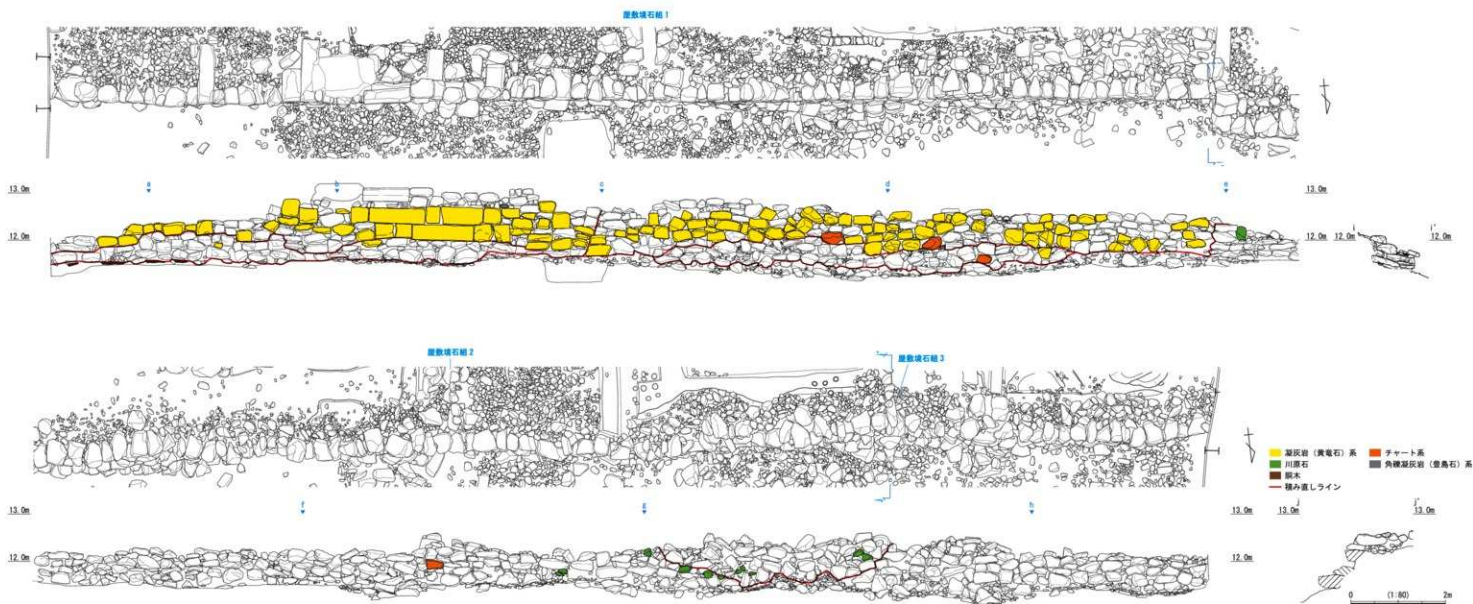 屋敷境石組 1
a b c d e
13.0m 13.0m
12.0m 12.0m 12.0m i i' 12.0m
屋敷境石組 2
屋敷境石組 3
凝灰岩(黄竜石)系 チャート系
川原石 角礫凝灰岩(豊島石)系
胴木
積み直しライン
f g h
13.0m 13.0m 13.0m j j' 13.0m
12.0m 12.0m
0 (1:80) 2m